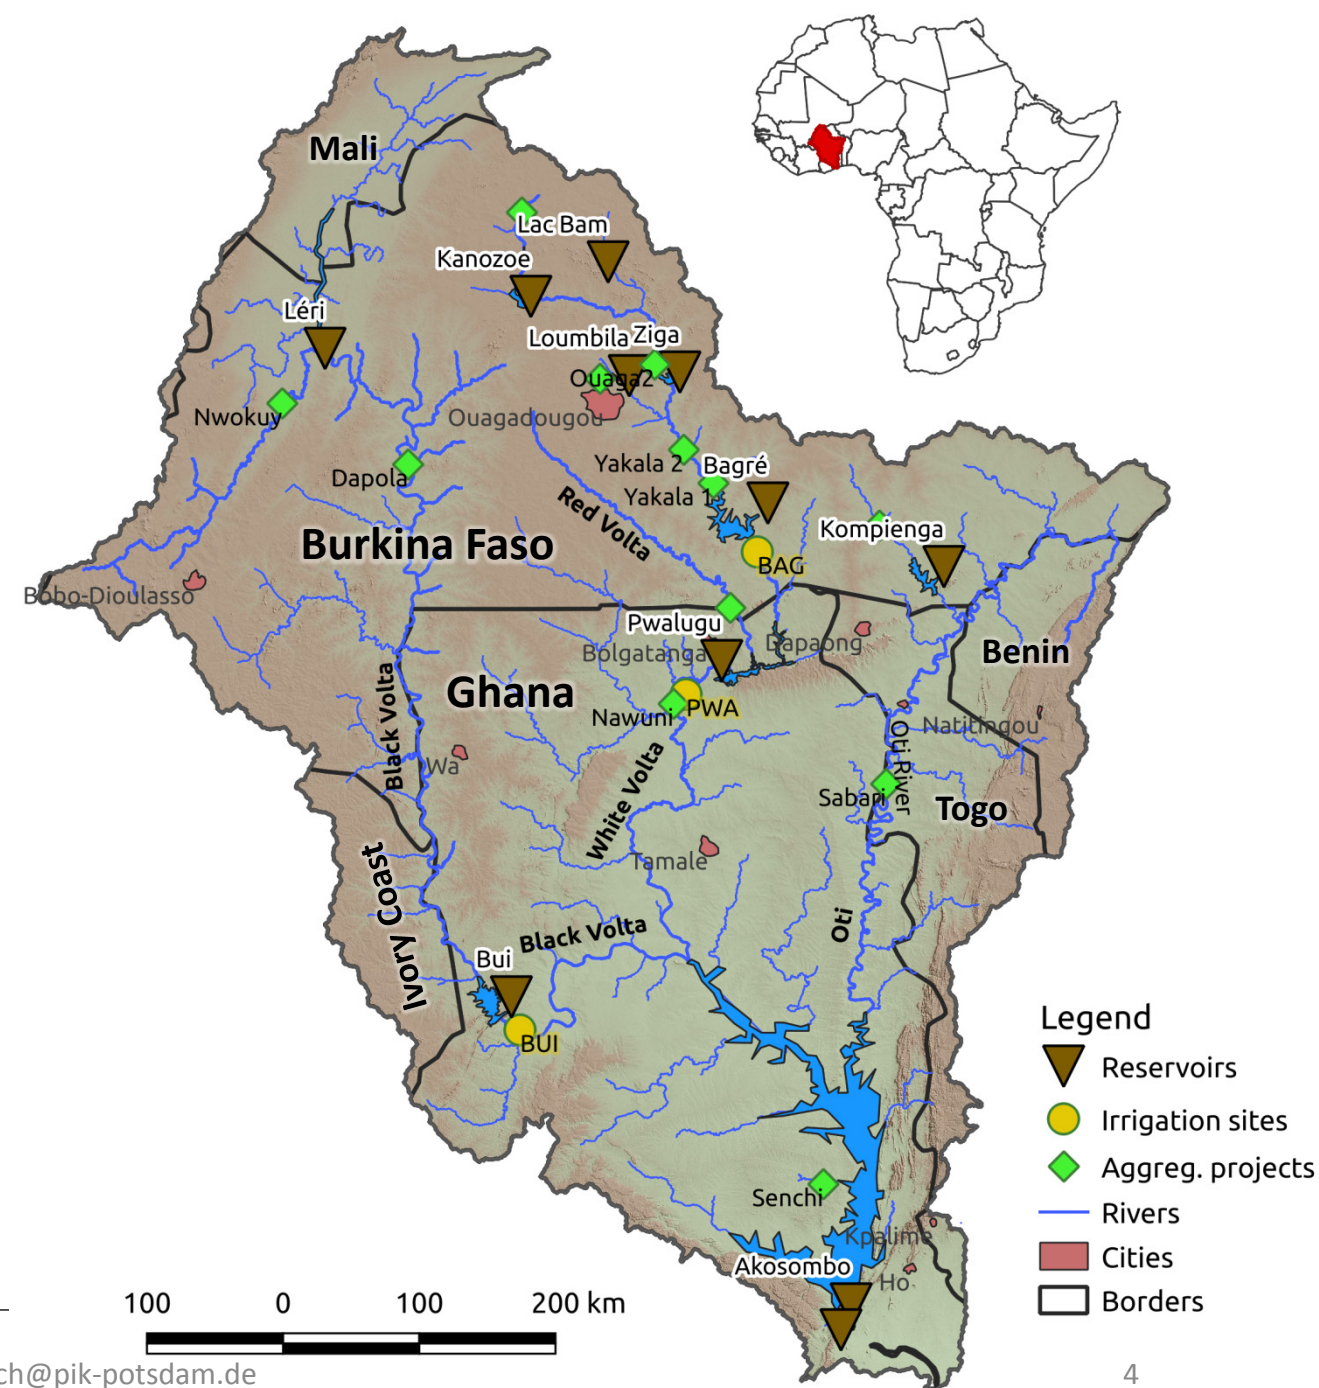 Mali
Lac Bam
Kanozoe
Léri
Loumbila
Ziga
Ouaga2
Nwokuy
Ouagadougou
Yakala 2
Bagré
Dapola
Yakala 1
Red Volta
Kompienga
Burkina Faso
BAG
Bobo-Dioulasso
Pwalugu
Dapaong
Bolgatanga
Benin
Ghana
PWA
Nawuni
Natitingou
Black Volta
Wa
Oti River
White Volta
Sabari
Togo
Tamale
Ivory Coast
Oti
Black Volta
Bui
BUI
Legend
Reservoirs
Irrigation sites
Aggreg. projects
Rivers
Cities
Borders
Senchi
Kpalime
Akosombo
Ho
100 0 100 200 km
ch@pik-potsdam.de
4